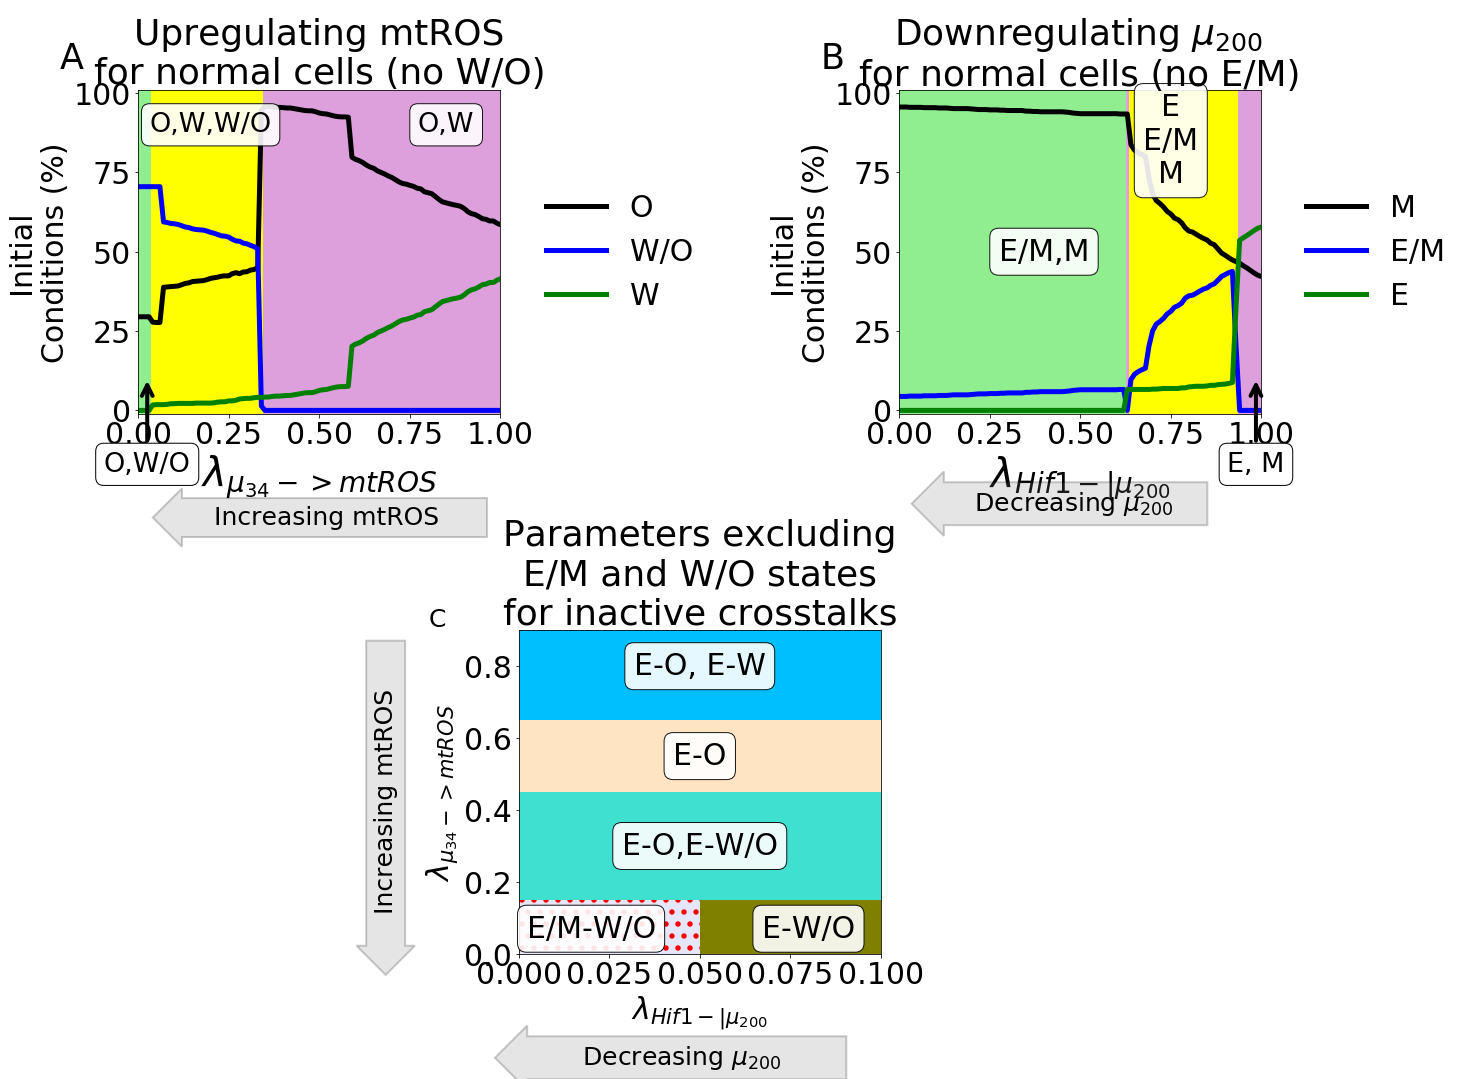 A
Upregulating mtROS
for normal cells (no W/O)
O,W,W/O
O,W
100
75
50
25
0
Initial
Conditions (%)
0.00 0.25 0.50 0.75 1.00
O,W/O
λμ34−>mtROS
Increasing mtROS
O
W/O
W
B
Downregulating μ200
for normal cells (no E/M)
E
E/M
M
E/M,M
100
75
50
25
0
Initial
Conditions (%)
0.00 0.25 0.50 0.75 1.00
E, M
λHif1−|μ200
Decreasing μ200
M
E/M
E
C
Parameters excluding
E/M and W/O states
for inactive crosstalks
E-O, E-W
E-O
E-O,E-W/O
E/M-W/O
E-W/O
0.8
0.6
0.4
0.2
0.0
λμ34−>mtROS
Increasing mtROS
0.000 0.025 0.050 0.075 0.100
λHif1−|μ200
Decreasing μ200